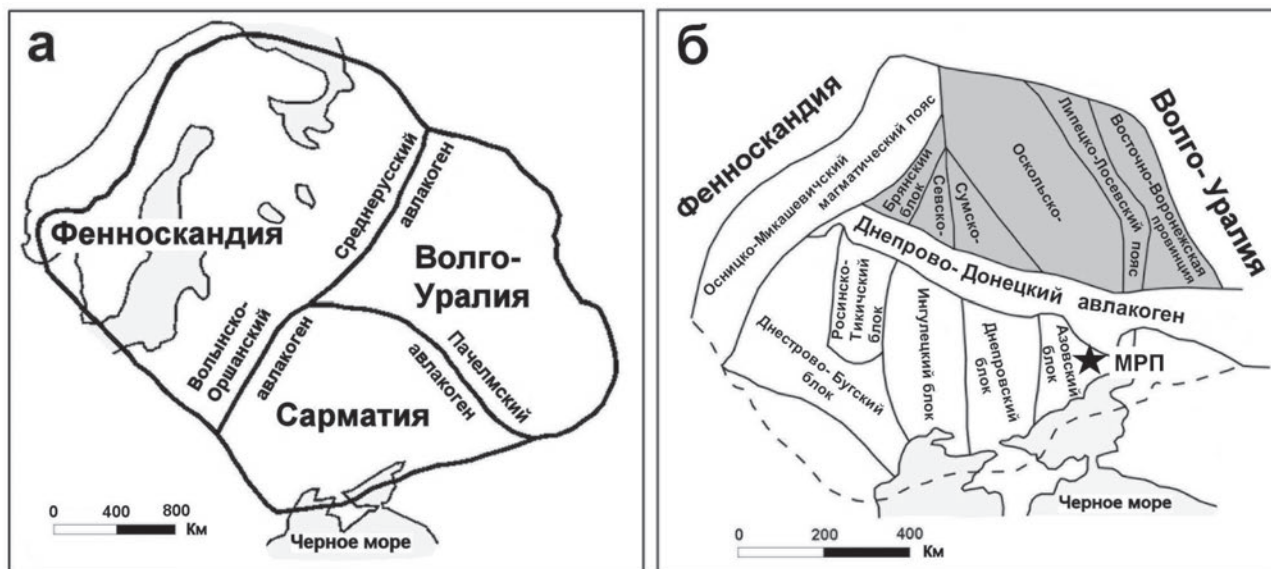 а
Фенноскандия
Среднерусский
авлакоген
Волго-
Уралия
Волынско-
Оршанский
авлакоген
Пачелмский
авлакоген
Сарматия
0 400 800
Км
Черное море
б
Фенноскандия
Волго-Уралия
Осницко-Микашевичский
магматический пояс
Брянский
блок
Севско-
Сумско-
Оскольско-
Липецко-Лосевский пояс
Восточно-Воронежская
провинция
Днепрово-Донецкий авлакоген
Росинско-
Тикичский
блок
Днестрово-Бугский
блок
Ингулецкий блок
Днепровский
блок
Азовский
блок
МРП
Черное море
0 200 400
Км